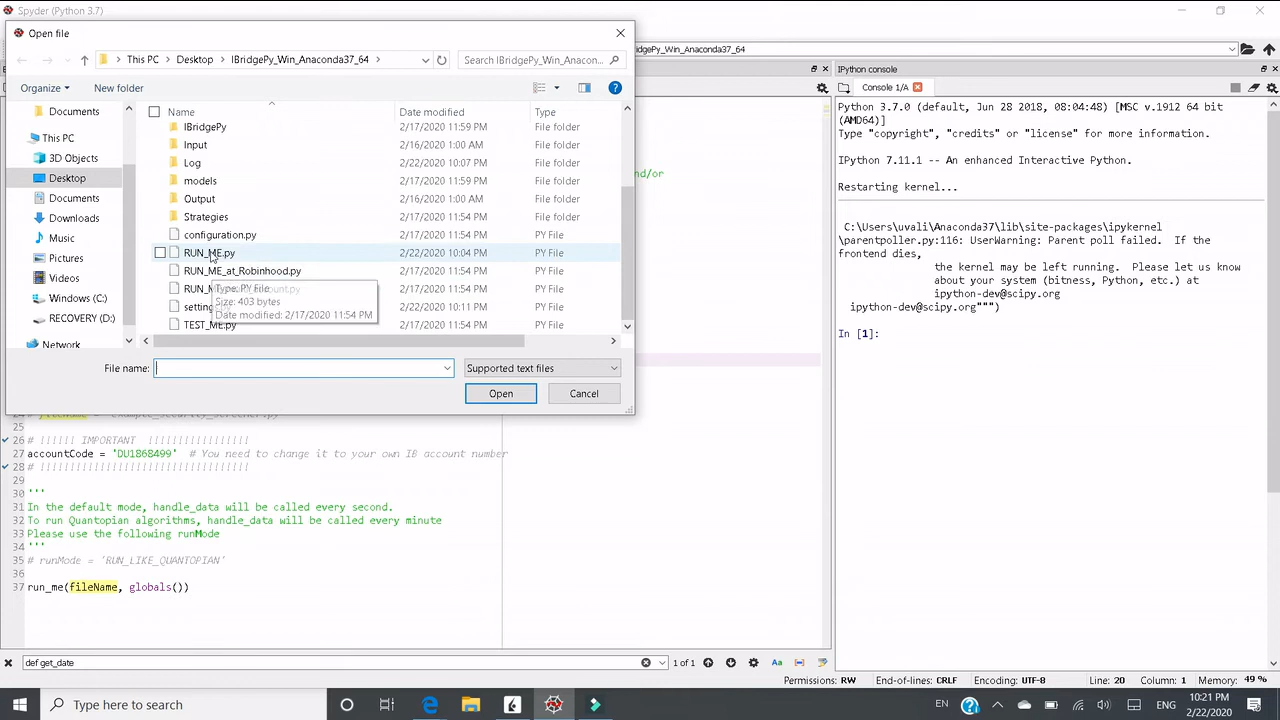 Spyder (Python 3.7)
Open file
This PC > Desktop > IBridgePy_Win_Anaconda37_64 >
Search IBridgePy_Win_Anacon...
dgePy_Win_Anaconda37_64
Organize
New folder
Name Date modified Type
Documents
This PC
3D Objects
Desktop
Documents
Downloads
Music
Pictures
Videos
Windows (C:)
RECOVERY (D:)
Network
IBridgePy 2/17/2020 11:59 PM File folder
Input 2/16/2020 1:00 AM File folder
Log 2/22/2020 10:07 PM File folder
models 2/17/2020 11:59 PM File folder
Output 2/16/2020 1:00 AM File folder
Strategies 2/17/2020 11:54 PM File folder
configuration.py 2/17/2020 11:54 PM PY File
RUN_ME.py 2/22/2020 10:04 PM PY File
RUN_ME_at_Robinhood.py 2/17/2020 11:54 PM PY File
RUN_M 2/17/2020 11:54 PM PY File
setting 2/22/2020 10:11 PM PY File
TEST_ME.py 2/17/2020 11:54 PM PY File
Type: PY File
Size: 403 bytes
Date modified: 2/17/2020 11:54 PM
File name:
Supported text files
Open
Cancel
nd/or
25
26 # !!!!!! IMPORTANT !!!!!!!!!!!!!!!!!
27 accountCode = 'DU1868499' # You need to change it to your own IB account number
28 # !!!!!!!!!!!!!!!!!!!!!!!!!!!!!!!!!!!
29
30 '''
31 In the default mode, handle_data will be called every second.
32 To run Quantopian algorithms, handle_data will be called every minute
33 Please use the following runMode
34 '''
35 # runMode = 'RUN_LIKE_QUANTOPIAN'
36
37 run_me(fileName, globals())
def get_date
1 of 1
Aa
IPython console
Console 1/A
Python 3.7.0 (default, Jun 28 2018, 08:04:48) [MSC v.1912 64 bit
(AMD64)]
Type "copyright", "credits" or "license" for more information.
IPython 7.11.1 -- An enhanced Interactive Python.
Restarting kernel...
C:\Users\uvali\Anaconda37\lib\site-packages\ipykernel
\parentpoller.py:116: UserWarning: Parent poll failed. If the
frontend dies,
the kernel may be left running. Please let us know
about your system (bitness, Python, etc.) at
ipython-dev@scipy.org
ipython-dev@scipy.org""")
In [1]:
Permissions: RW End-of-lines: CRLF Encoding: UTF-8 Line: 20 Column: 1 Memory: 49 %
Type here to search
EN
ENG
10:21 PM
2/22/2020